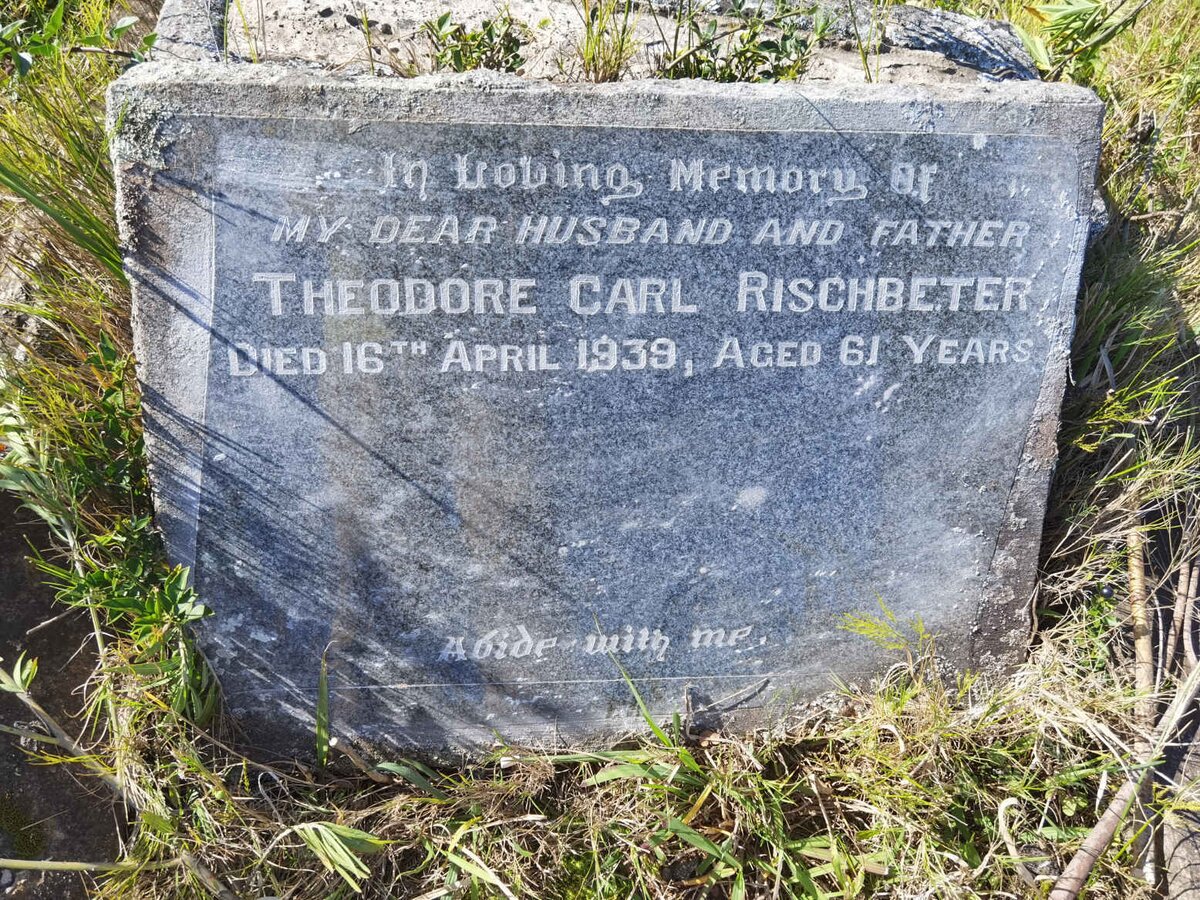 In Loving Memory Of
MY DEAR HUSBAND AND FATHER
THEODORE CARL RISCHBETER
DIED 16TH APRIL 1939, AGED 61 YEARS
Abide with me.